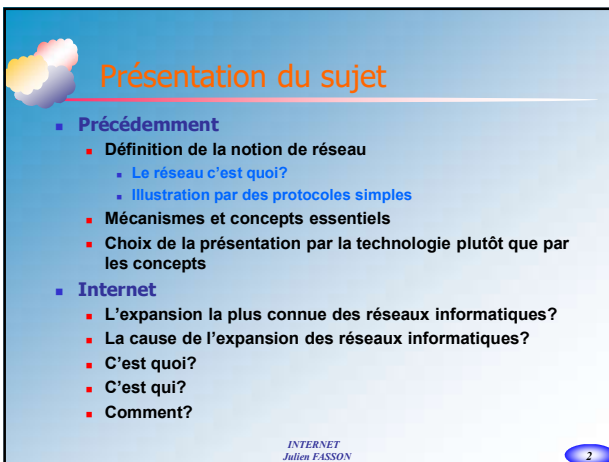 Présentation du sujet
Précédemment
Définition de la notion de réseau
Le réseau c'est quoi?
Illustration par des protocoles simples
Mécanismes et concepts essentiels
Choix de la présentation par la technologie plutôt que par
les concepts
Internet
L'expansion la plus connue des réseaux informatiques?
La cause de l'expansion des réseaux informatiques?
C'est quoi?
C'est qui?
Comment?
INTERNET
Julien FASSON
2